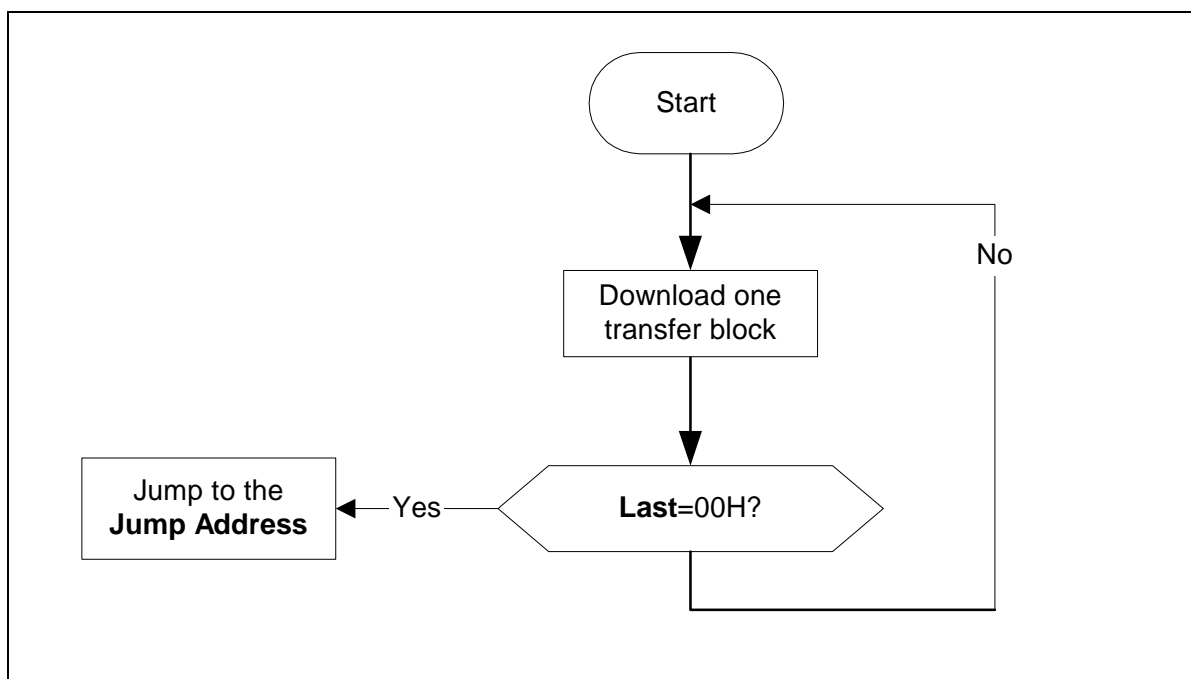 Start
No
Download one
transfer block
Last=00H?
Yes
Jump to the
Jump Address